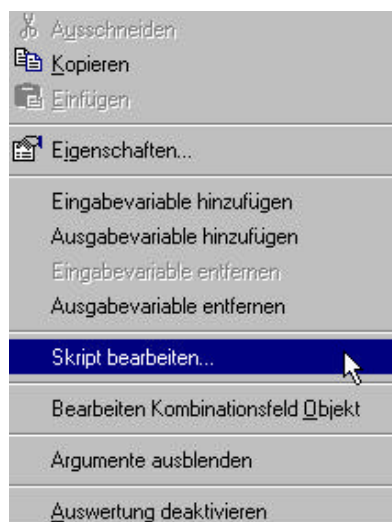 Ausschneiden
Kopieren
Einfügen
Eigenschaften...
Eingabevariable hinzufügen
Ausgabevariable hinzufügen
Eingabevariable entfernen
Ausgabevariable entfernen
Skript bearbeiten...
Bearbeiten Kombinationsfeld Objekt
Argumente ausblenden
Auswertung deaktivieren